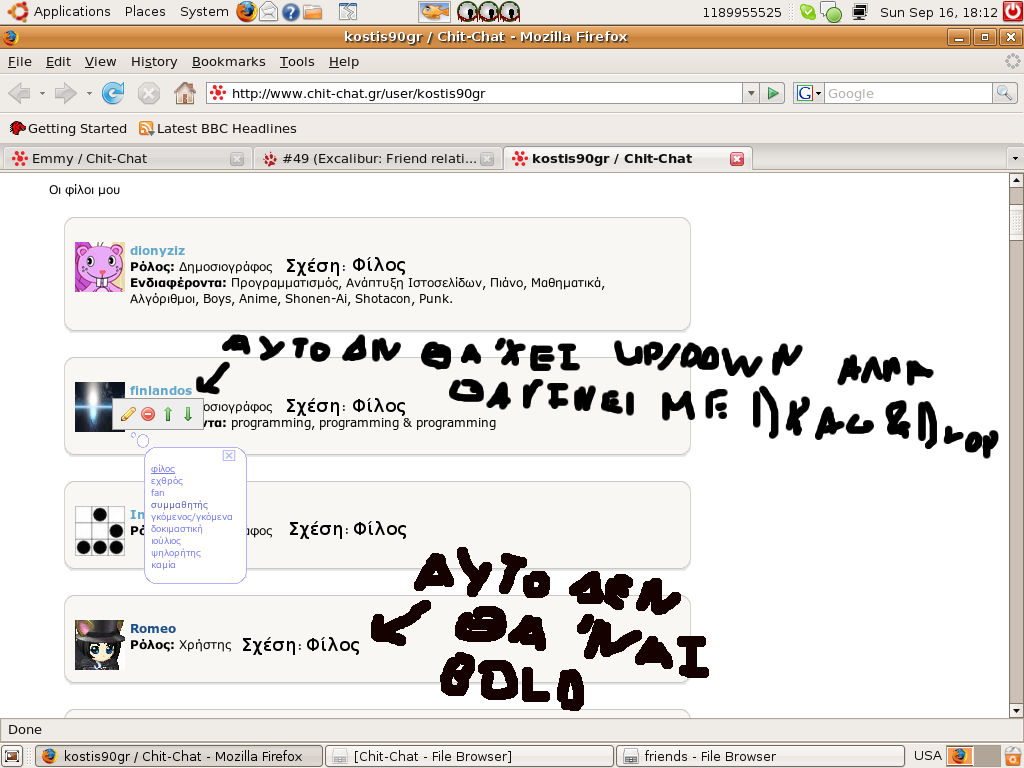 Applications Places System 1189955525 Sun Sep 16, 18:12
kostis90gr / Chit-Chat - Mozilla Firefox
File Edit View History Bookmarks Tools Help
http://www.chit-chat.gr/user/kostis90gr G Google
Getting Started Latest BBC Headlines
Emmy / Chit-Chat #49 (Excalibur: Friend relati... kostis90gr / Chit-Chat
Οι φίλοι μου
dionyziz
Ρόλος: Δημοσιογράφος Σχέση: Φίλος
Ενδιαφέροντα: Προγραμματισμός, Ανάπτυξη Ιστοσελίδων, Πιάνο, Μαθηματικά,
Αλγόριθμοι, Boys, Anime, Shonen-Ai, Shotacon, Punk.
ΑΥΤΟ ΔΝ ΘΑ 'ΧΕΙ UP/DOWN ΑΛΛΑ
ΘΑ ΓΙΝΕΙ ΜΕ DRAG & Drop
finlandos
οσιογράφος Σχέση: Φίλος
ντα: programming, programming & programming
φίλος
εχθρός
fan
συμμαθητής
γκόμενος/γκόμενα
δοκιμαστική
ιούλιος
ψηλορήτης
καμία
In
Ρό άφος Σχέση: Φίλος
ΑΥΤΟ ΔΕΝ
ΘΑ 'ΝΑΙ
BOLD
Romeo
Ρόλος: Χρήστης Σχέση: Φίλος
Done
kostis90gr / Chit-Chat - Mozilla Firefox [Chit-Chat - File Browser] friends - File Browser USA